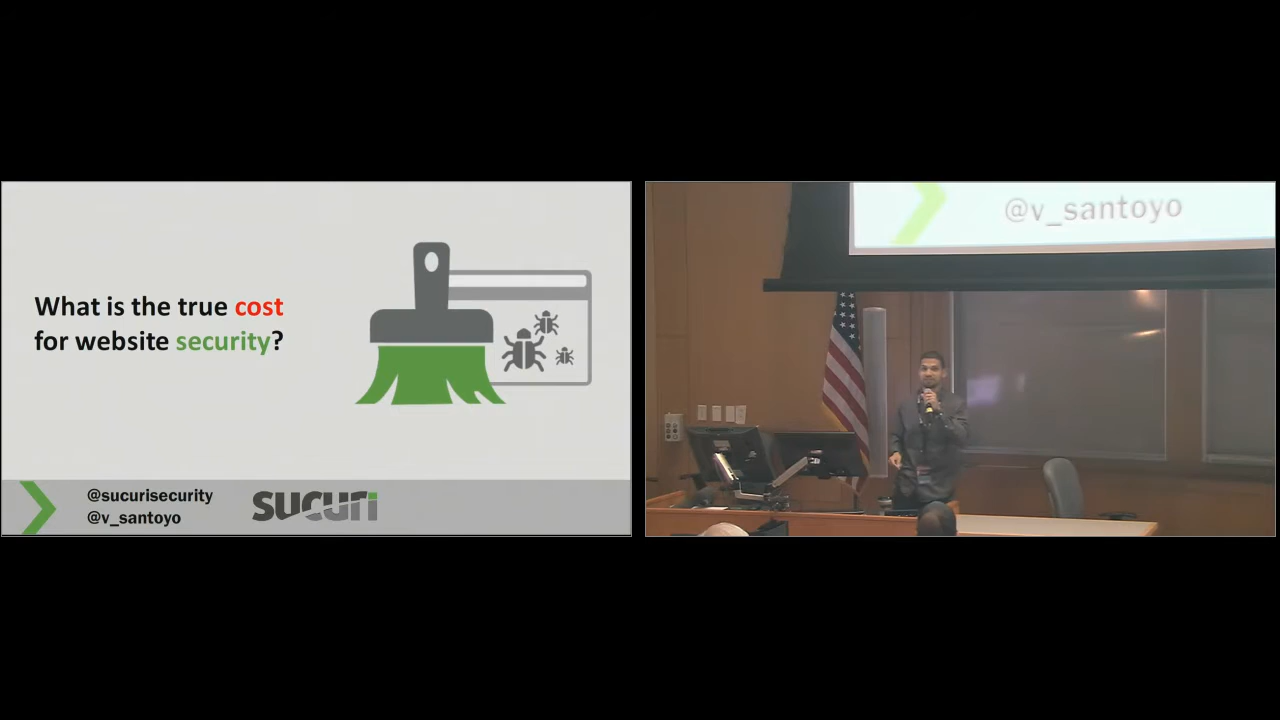 What is the true cost
for website security?
@sucurisecurity
@v_santoyo
sucuri
@v_santoyo